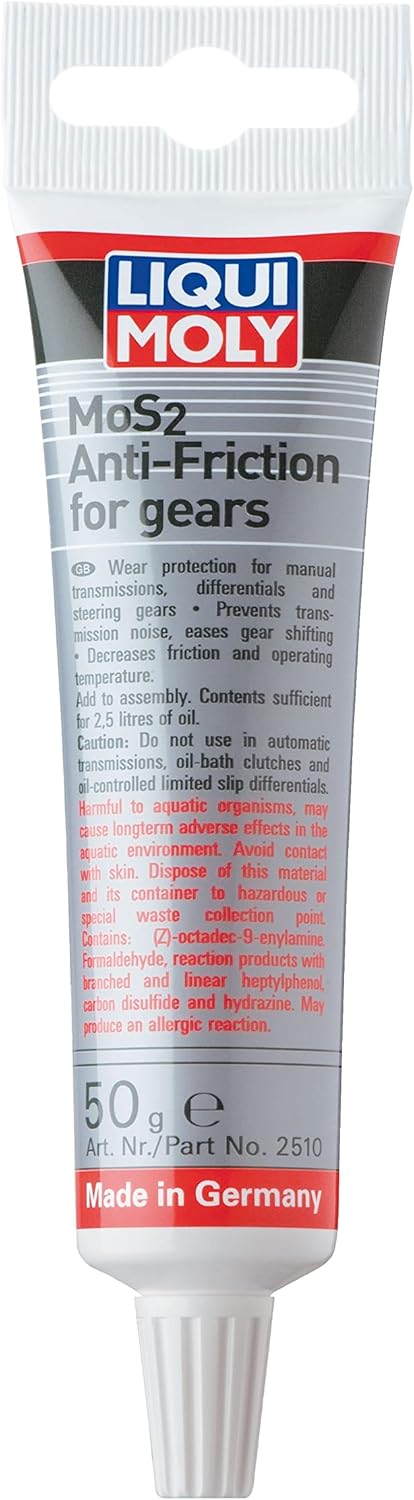 LIQUI
MOLY
MoS2
Anti-Friction
for gears
GB Wear protection for manual
transmissions, differentials and
steering gears • Prevents trans-
mission noise, eases gear shifting
• Decreases friction and operating
temperature.
Add to assembly. Contents sufficient
for 2,5 litres of oil.
Caution: Do not use in automatic
transmissions, oil-bath clutches and
oil-controlled limited slip differentials.
Harmful to aquatic organisms, may
cause longterm adverse effects in the
aquatic environment. Avoid contact
with skin. Dispose of this material
and its container to hazardous or
special waste collection point.
Contains: (Z)-octadec-9-enylamine.
Formaldehyde, reaction products with
branched and linear heptylphenol,
carbon disulfide and hydrazine. May
produce an allergic reaction.
50 g ℮
Art. Nr./Part No. 2510
Made in Germany